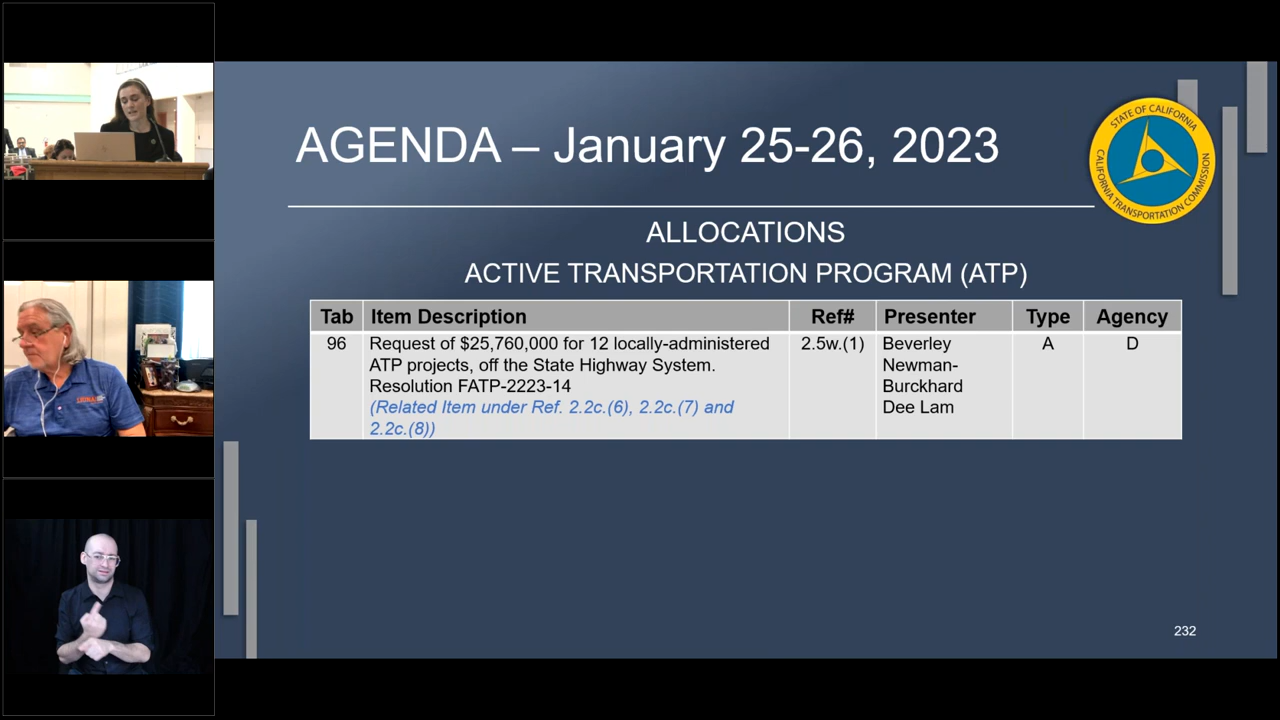 AGENDA – January 25-26, 2023
STATE OF CALIFORNIA
CALIFORNIA TRANSPORTATION COMMISSION
ALLOCATIONS
ACTIVE TRANSPORTATION PROGRAM (ATP)
Tab Item Description Ref# Presenter Type Agency
96 Request of $25,760,000 for 12 locally-administered 2.5w.(1) Beverley A D
ATP projects, off the State Highway System. Newman-
Resolution FATP-2223-14 Burckhard
(Related Item under Ref. 2.2c.(6), 2.2c.(7) and Dee Lam
2.2c.(8))
232